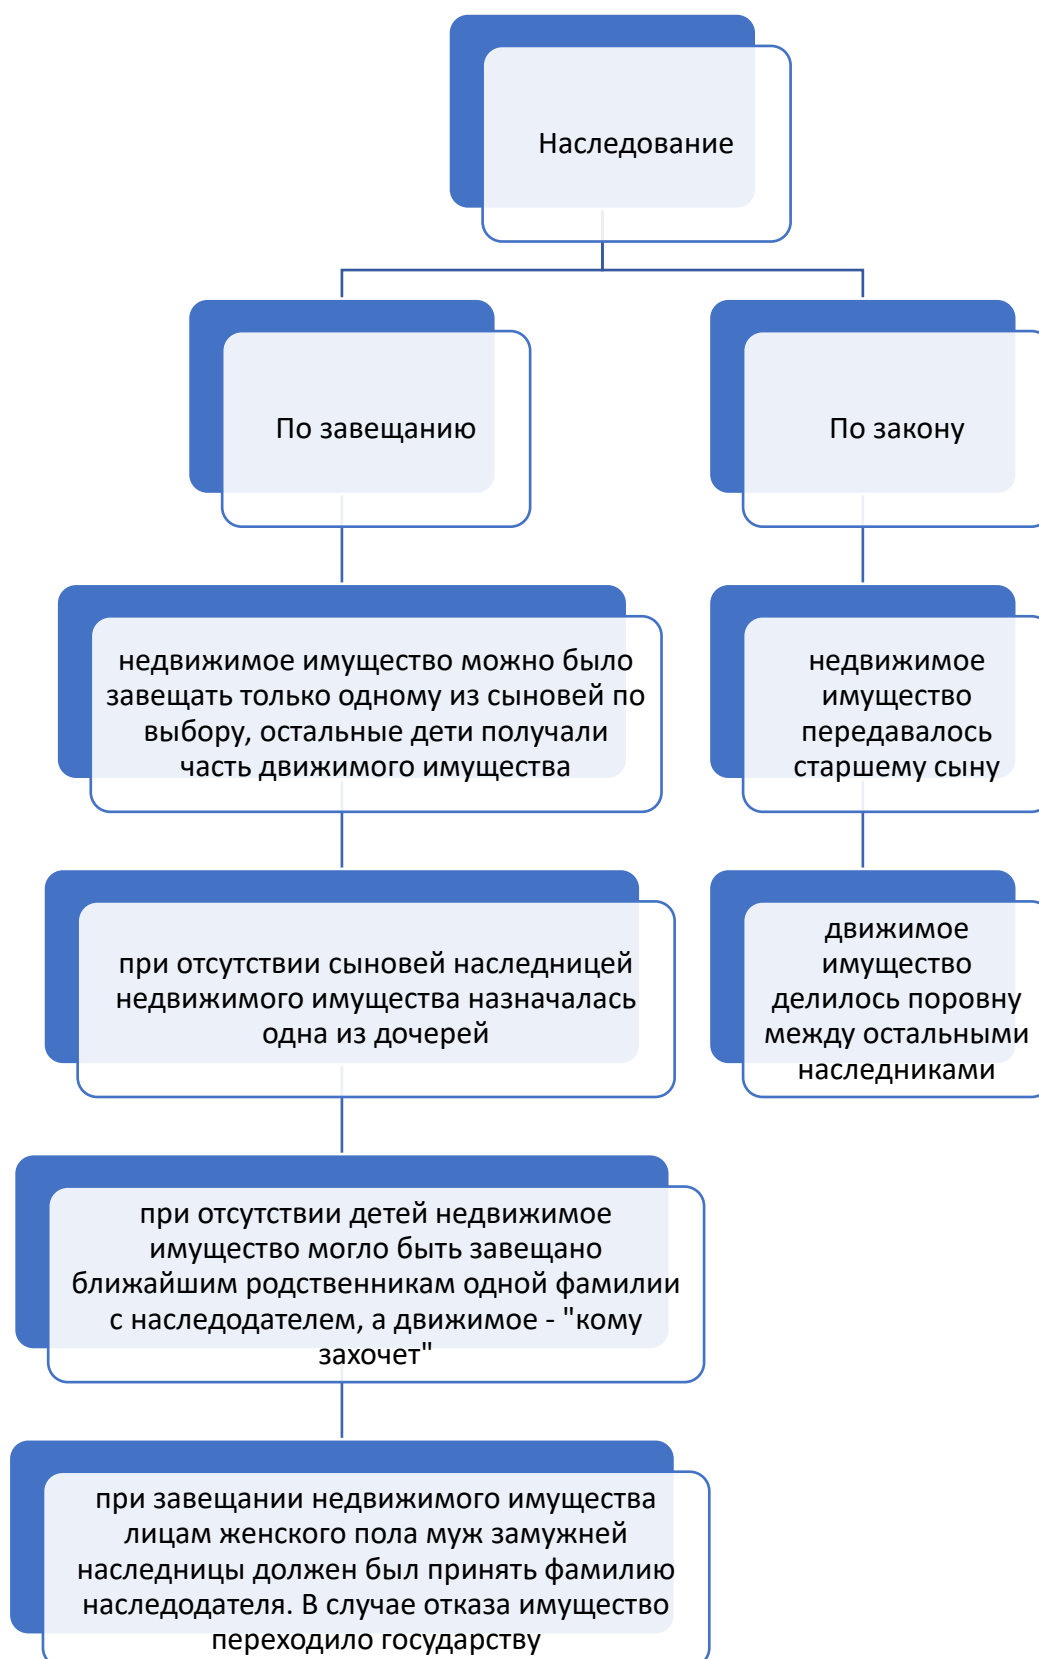 Наследование
По завещанию
По закону
недвижимое имущество можно было
завещать только одному из сыновей по
выбору, остальные дети получали
часть движимого имущества
недвижимое
имущество
передавалось
старшему сыну
при отсутствии сыновей наследницей
недвижимого имущества назначалась
одна из дочерей
движимое
имущество
делилось поровну
между остальными
наследниками
при отсутствии детей недвижимое
имущество могло быть завещано
ближайшим родственникам одной фамилии
с наследодателем, а движимое - "кому
захочет"
при завещании недвижимого имущества
лицам женского пола муж замужней
наследницы должен был принять фамилию
наследодателя. В случае отказа имущество
переходило государству